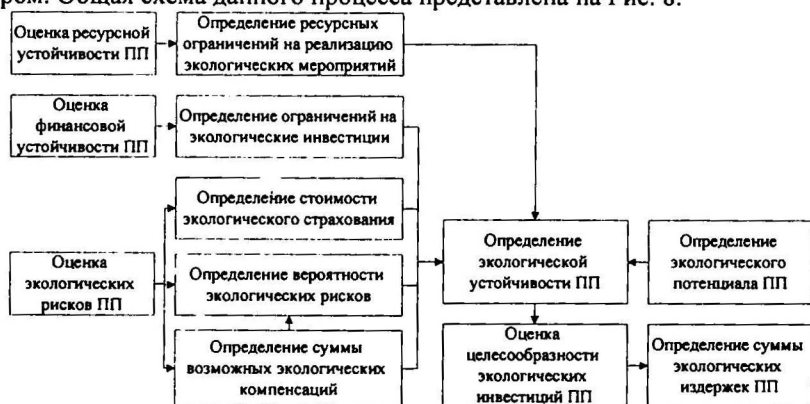 ром. Общая схема данного процесса представлена на Рис. 8.
Оценка ресурсной
устойчивости ПП
Определение ресурсных
ограничений на реализацию
экологических мероприятий
Оценка
финансовой
устойчивости ПП
Определение ограничений на
экологические инвестиции
Определение стоимости
экологического страхования
Оценка
экологических
рисков ПП
Определение вероятности
экологических рисков
Определение суммы
возможных экологических
компенсаций
Определение
экологической
устойчивости ПП
Определение
экологического
потенциала ПП
Оценка
целесообразности
экологических
инвестиций ПП
Определение суммы
экологических
издержек ПП